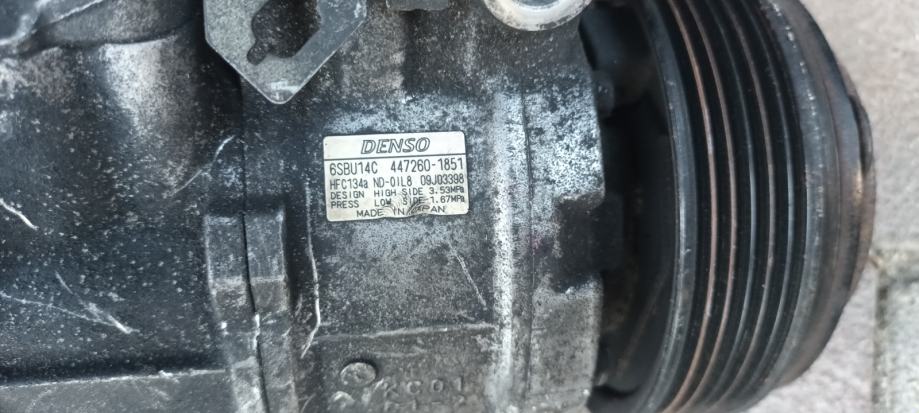 DENSO
6SBU14C 447260-1851
HFC134a ND-OIL8 09J03398
DESIGN HIGH SIDE 3.53MPa
PRESS LOW SIDE 1.67MPa
MADE IN JAPAN